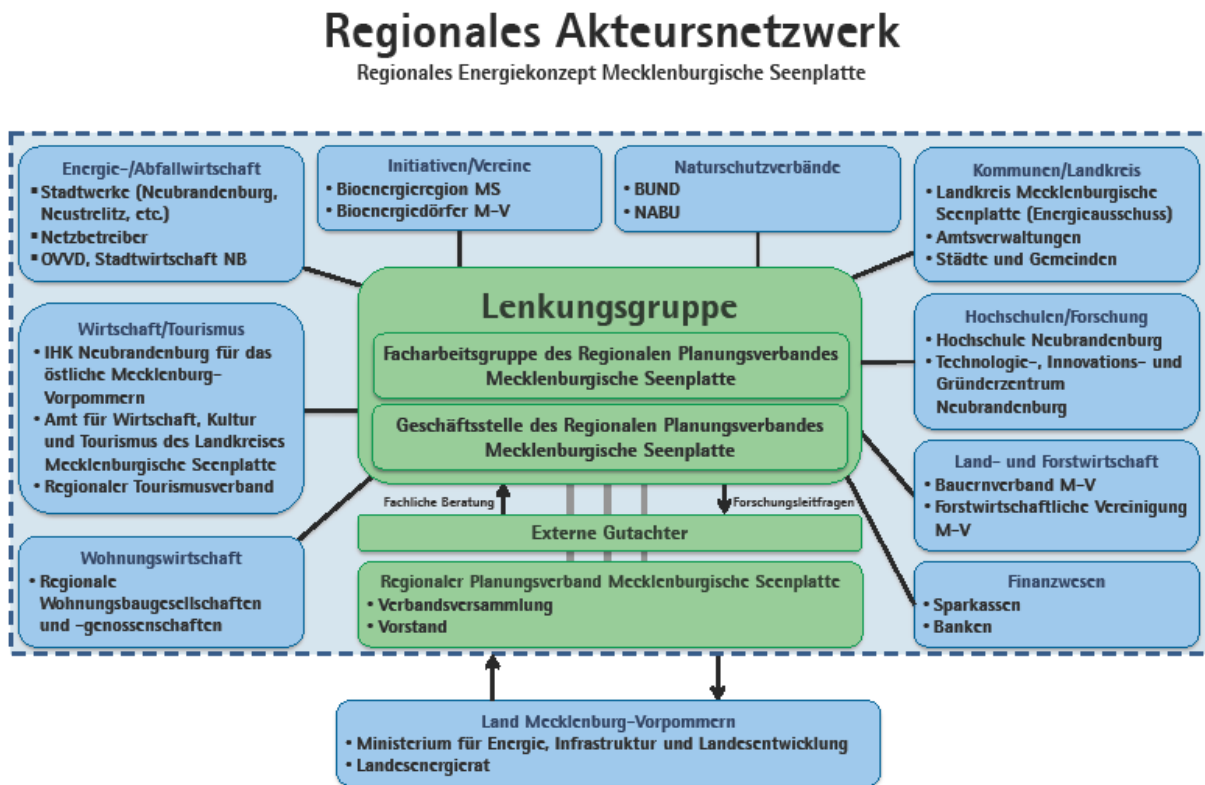 Regionales Akteursnetzwerk
Regionales Energiekonzept Mecklenburgische Seenplatte
Energie-/Abfallwirtschaft
▪ Stadtwerke (Neubrandenburg,
Neustrelitz, etc.)
▪ Netzbetreiber
▪ OVVD, Stadtwirtschaft NB
Initiativen/Vereine
• Bioenergieregion MS
• Bioenergiedörfer M-V
Naturschutzverbände
• BUND
• NABU
Kommunen/Landkreis
• Landkreis Mecklenburgische
Seenplatte (Energieausschuss)
• Amtsverwaltungen
• Städte und Gemeinden
Wirtschaft/Tourismus
• IHK Neubrandenburg für das
östliche Mecklenburg-
Vorpommern
• Amt für Wirtschaft, Kultur
und Tourismus des Landkreises
Mecklenburgische Seenplatte
• Regionaler Tourismusverband
Lenkungsgruppe
Facharbeitsgruppe des Regionalen Planungsverbandes
Mecklenburgische Seenplatte
Geschäftsstelle des Regionalen Planungsverbandes
Mecklenburgische Seenplatte
Hochschulen/Forschung
• Hochschule Neubrandenburg
• Technologie-, Innovations- und
Gründerzentrum
Neubrandenburg
Land- und Forstwirtschaft
• Bauernverband M-V
• Forstwirtschaftliche Vereinigung
M-V
Fachliche Beratung
Forschungsleitfragen
Externe Gutachter
Wohnungswirtschaft
• Regionale
Wohnungsbaugesellschaften
und -genossenschaften
Regionaler Planungsverband Mecklenburgische Seenplatte
• Verbandsversammlung
• Vorstand
Finanzwesen
• Sparkassen
• Banken
Land Mecklenburg-Vorpommern
• Ministerium für Energie, Infrastruktur und Landesentwicklung
• Landesenergierat